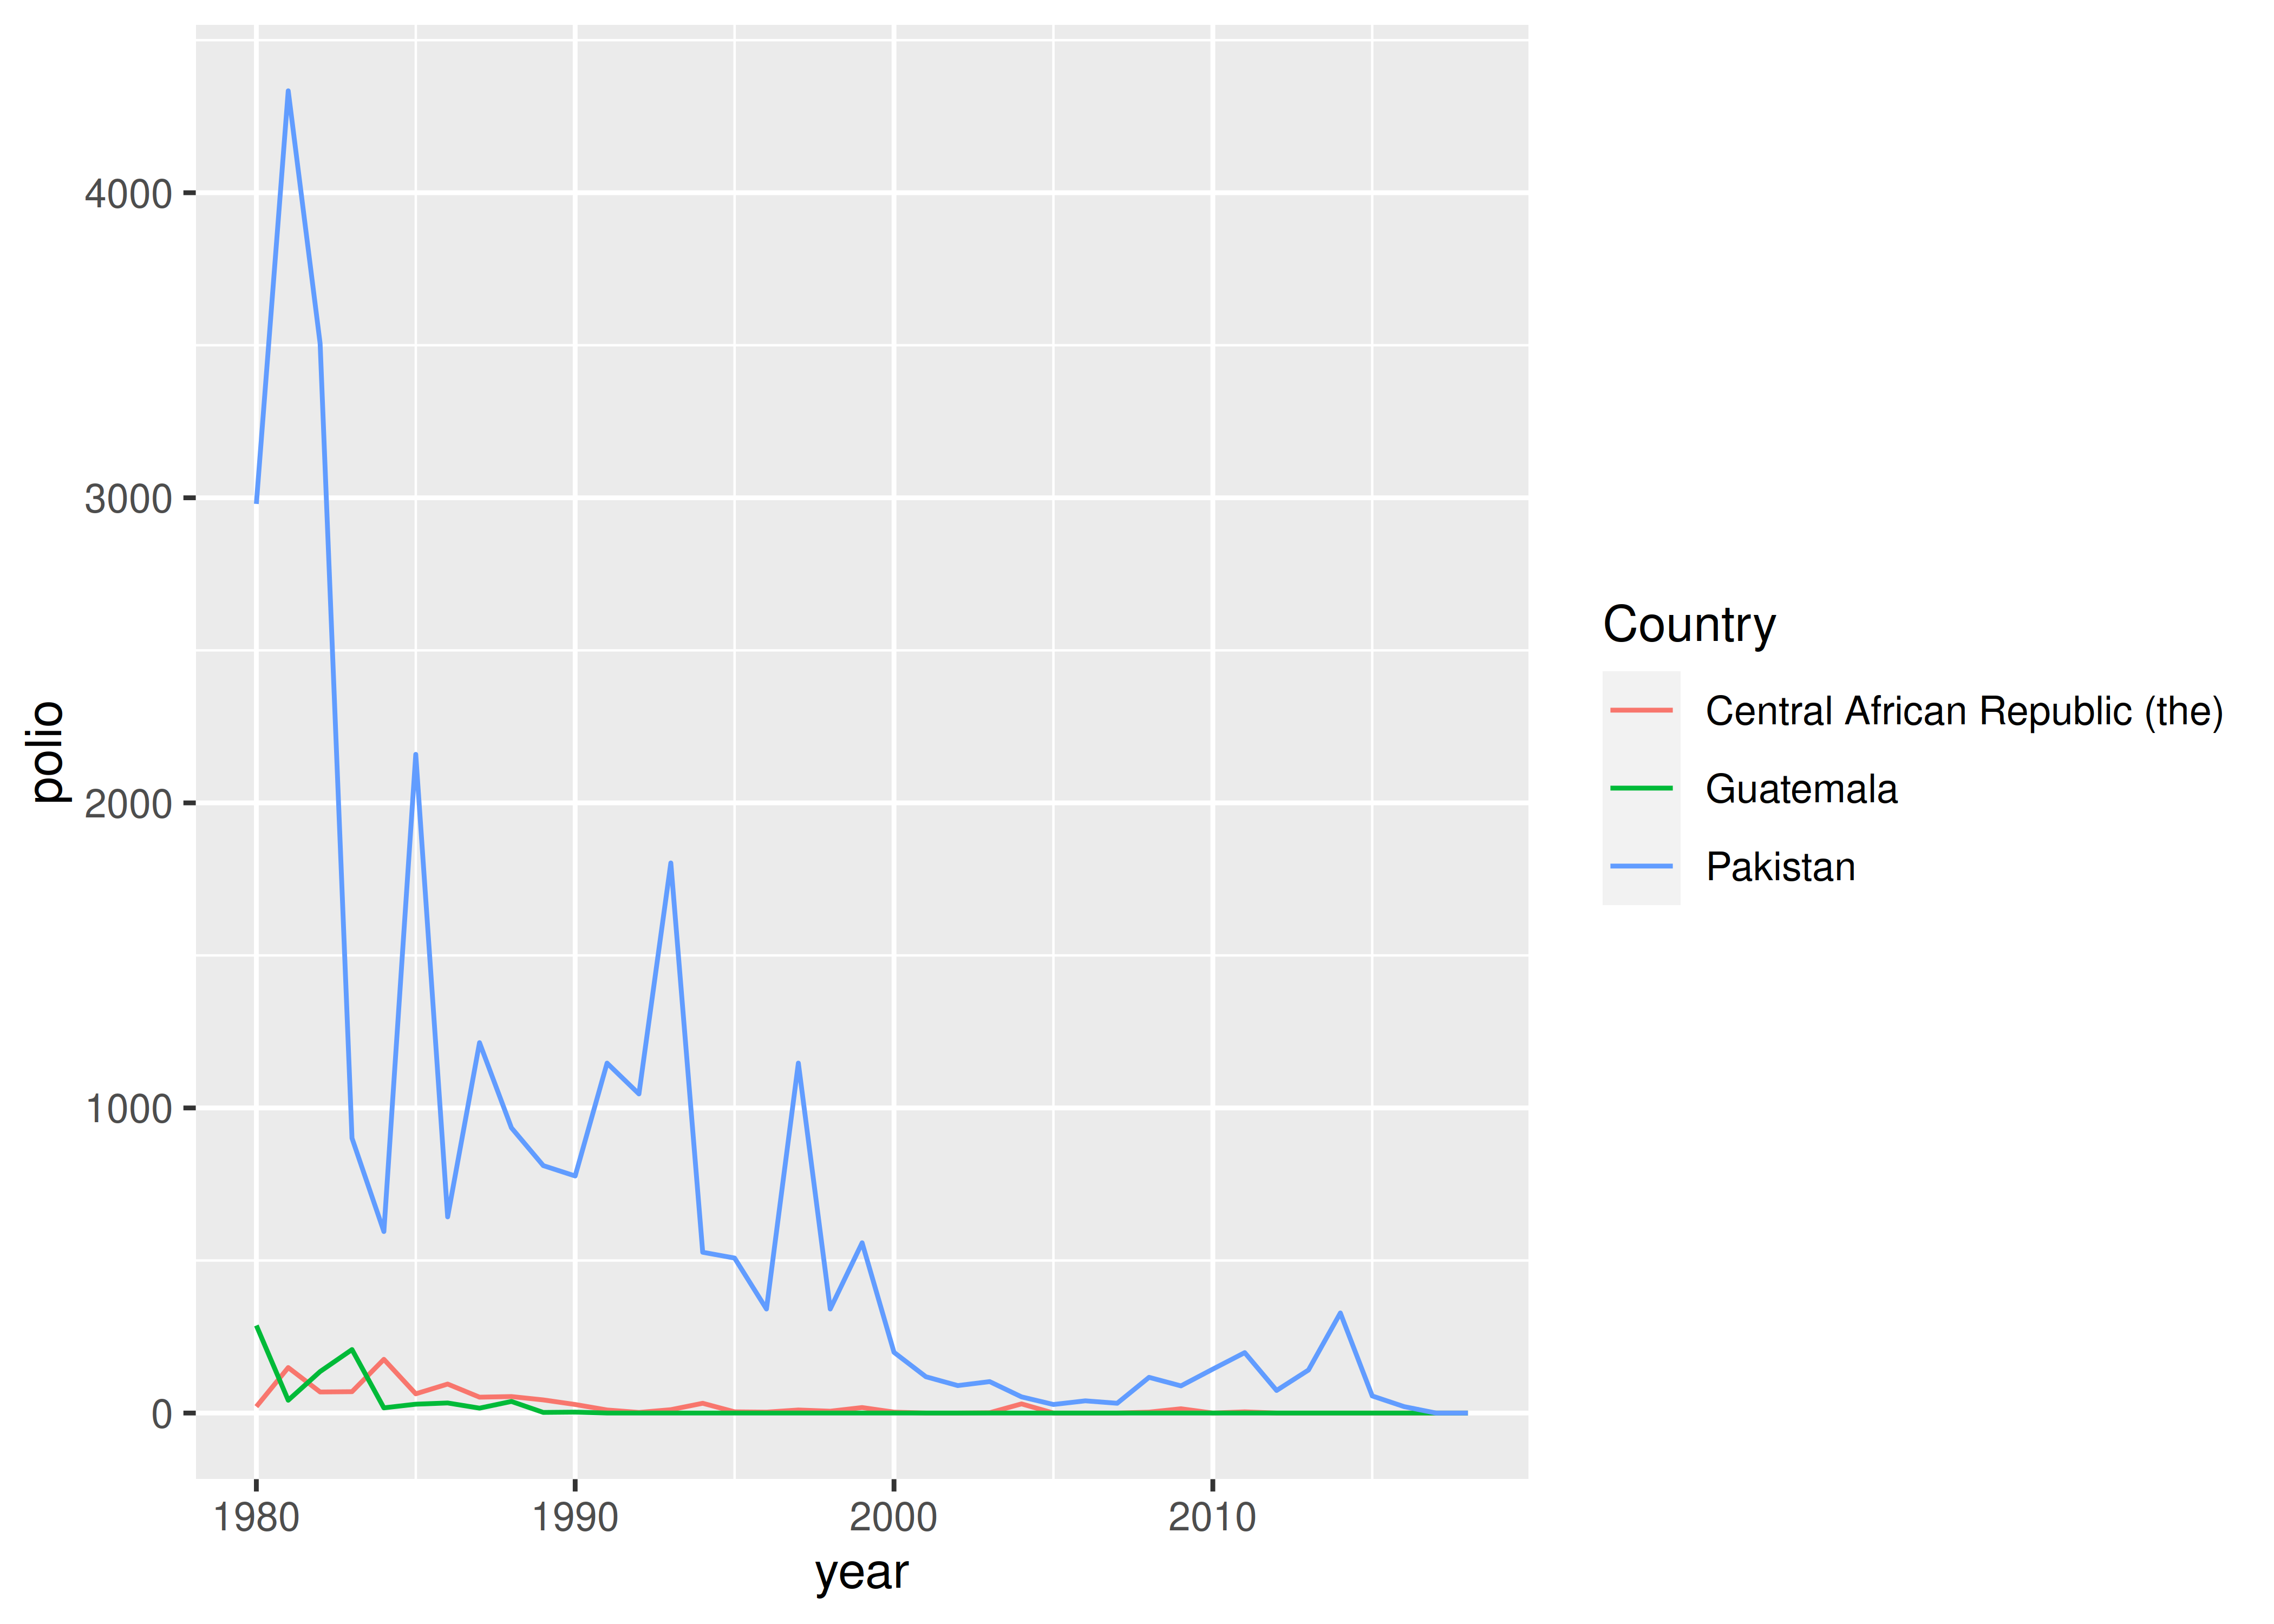 polio
4000
3000
2000
1000
0
1980
1990
2000
2010
year
Country
Central African Republic (the)
Guatemala
Pakistan